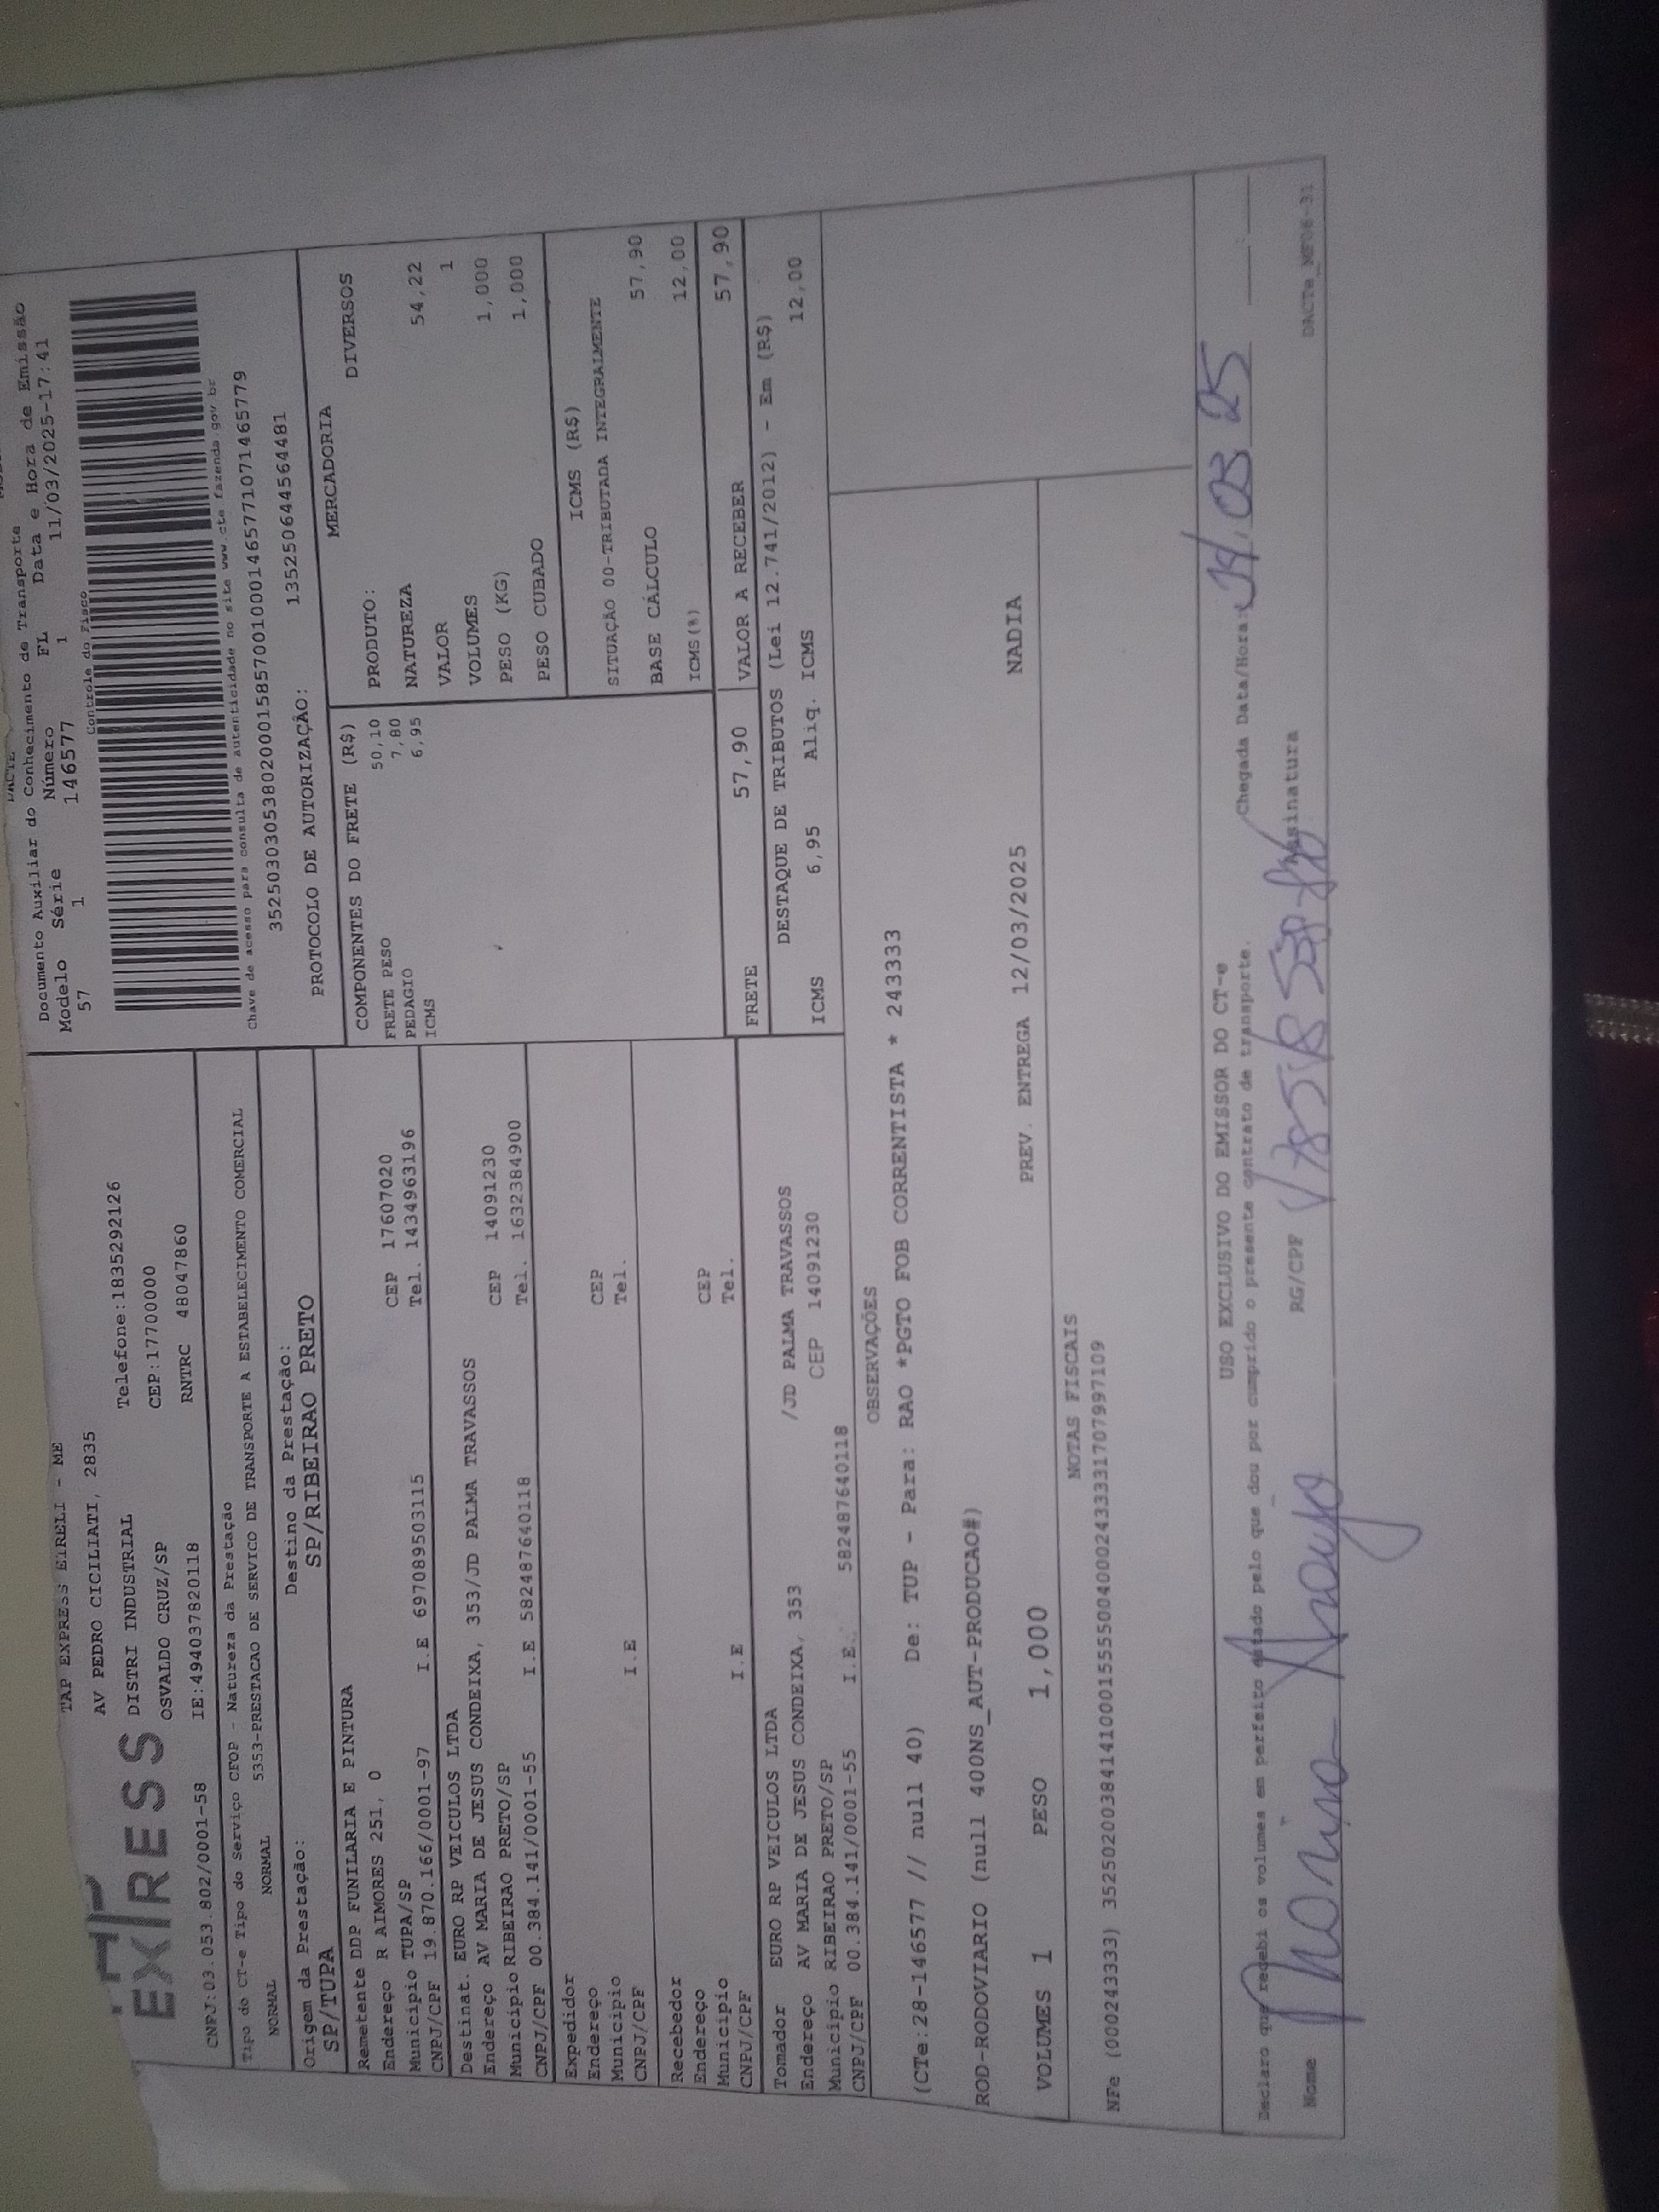 DACTE
Documento Auxiliar do Conhecimento de Transporte
Modelo Série Número FL Data e Hora de Emissão
57 1 146577 1 11/03/2025-17:41
Controle do Fisco
Chave de acesso para consulta de autenticidade no site www.cte.fazenda.gov.br
35250303053802000158570010001465771071465779
PROTOCOLO DE AUTORIZAÇÃO: 135250644564481
EXPRESS
TAP EXPRESS EIRELI - ME
AV PEDRO CICILIATI, 2835
DISTRI INDUSTRIAL Telefone:1835292126
OSVALDO CRUZ/SP CEP:17700000
CNPJ:03.053.802/0001-58 IE:494037820118 RNTRC 48047860
Tipo do CT-e Tipo do Serviço CFOP - Natureza da Prestação
NORMAL NORMAL 5353-PRESTACAO DE SERVICO DE TRANSPORTE A ESTABELECIMENTO COMERCIAL
Origem da Prestação: Destino da Prestação:
SP/TUPA SP/RIBEIRAO PRETO
Remetente DDP FUNILARIA E PINTURA
Endereço R AIMORES 251, 0 CEP 17607020
Município TUPA/SP Tel. 1434963196
CNPJ/CPF 19.870.166/0001-97 I.E 697089503115
Destinat. EURO RP VEICULOS LTDA
Endereço AV MARIA DE JESUS CONDEIXA, 353/JD PALMA TRAVASSOS CEP 14091230
Município RIBEIRAO PRETO/SP Tel. 1632384900
CNPJ/CPF 00.384.141/0001-55 I.E 582487640118
Expedidor
Endereço CEP
Município Tel.
CNPJ/CPF I.E
Recebedor
Endereço CEP
Município Tel.
CNPJ/CPF I.E
Tomador EURO RP VEICULOS LTDA
Endereço AV MARIA DE JESUS CONDEIXA, 353 /JD PALMA TRAVASSOS
Município RIBEIRAO PRETO/SP CEP 14091230
CNPJ/CPF 00.384.141/0001-55 I.E. 582487640118
COMPONENTES DO FRETE (R$)
FRETE PESO 50,10
PEDAGIO 7,80
ICMS 6,95
FRETE 57,90
MERCADORIA
PRODUTO: DIVERSOS
NATUREZA
VALOR 54,22
VOLUMES 1
PESO (KG) 1,000
PESO CUBADO 1,000
ICMS (R$)
SITUAÇÃO 00-TRIBUTADA INTEGRALMENTE
BASE CÁLCULO 57,90
ICMS(%) 12,00
VALOR A RECEBER 57,90
DESTAQUE DE TRIBUTOS (Lei 12.741/2012) - Em (R$)
ICMS 6,95 Aliq. ICMS 12,00
OBSERVAÇÕES
(CTe:28-146577 // null 40) De: TUP - Para: RAO *PGTO FOB CORRENTISTA * 243333
ROD-RODOVIARIO (null 400NS_AUT-PRODUCAO#)
VOLUMES 1 PESO 1,000 PREV. ENTREGA 12/03/2025 NADIA
NOTAS FISCAIS
NFe (000243333) 35250200384141000155550040002433331707997109
USO EXCLUSIVO DO EMISSOR DO CT-e
Declaro que recebi os volumes em perfeito estado pelo que dou por cumprido o presente contrato de transporte.
Chegada Data/Hora: 03 25
Nome RG/CPF Assinatura
DACTe_NF06-31